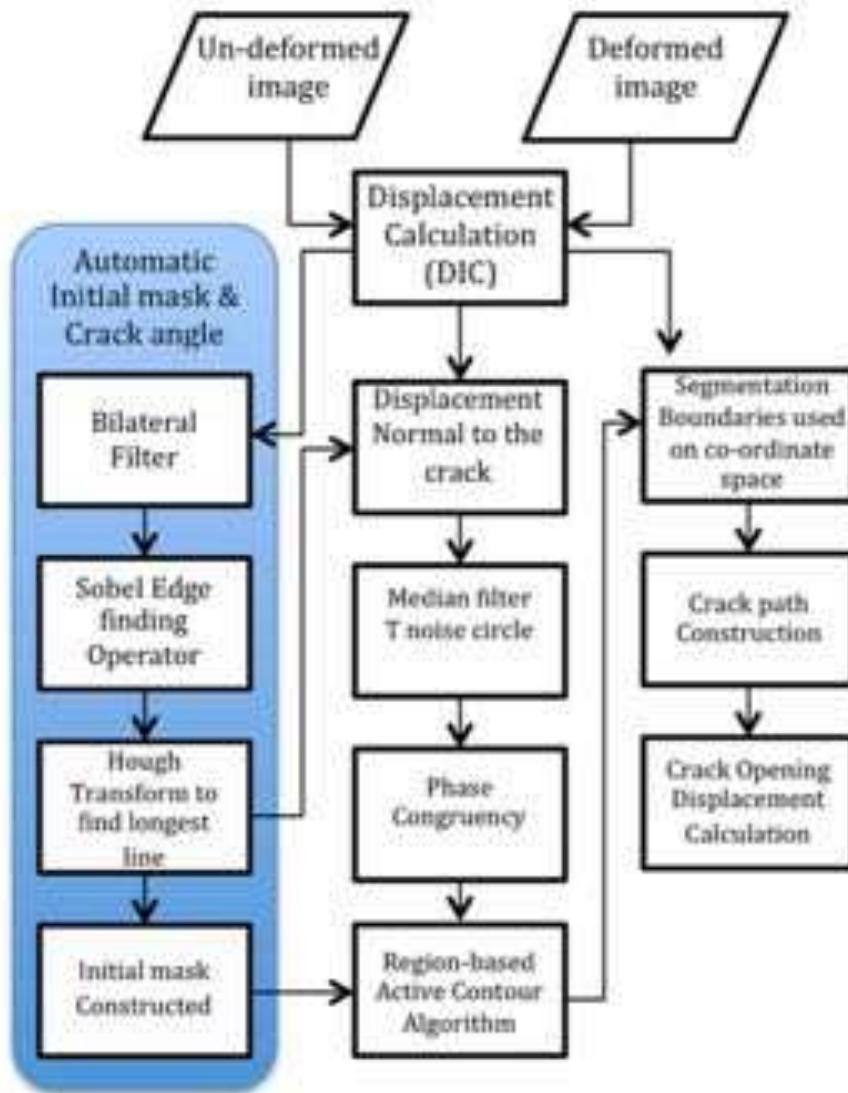 Un-deformed
image
Deformed
image
Displacement
Calculation
(DIC)
Automatic
Initial mask &
Crack angle
Bilateral
Filter
Sobel Edge
finding
Operator
Hough
Transform to
find longest
line
Initial mask
Constructed
Displacement
Normal to the
crack
Median filter
T noise circle
Phase
Congruency
Region-based
Active Contour
Algorithm
Segmentation
Boundaries used
on co-ordinate
space
Crack path
Construction
Crack Opening
Displacement
Calculation